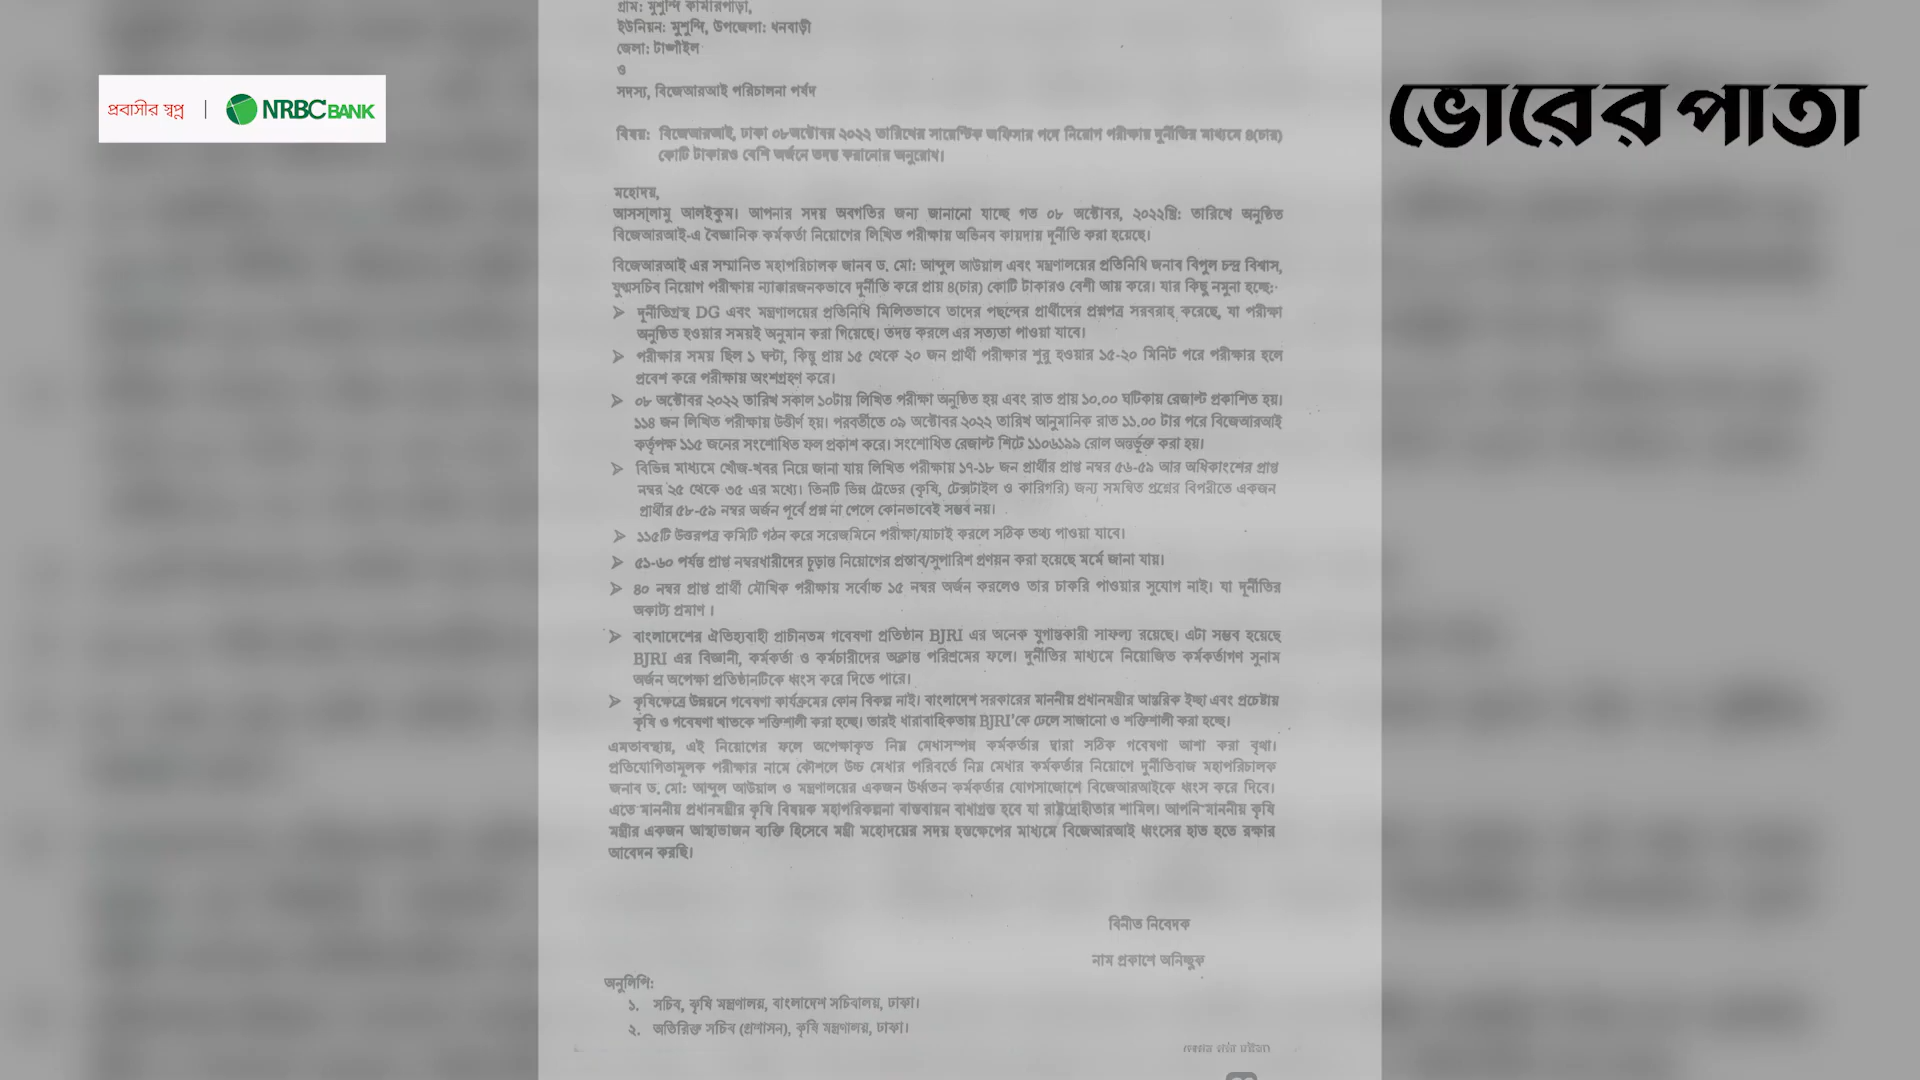 গ্রাম: মুশুদ্দি কামারপাড়া,
ইউনিয়ন: মুশুদ্দি, উপজেলা: ধনবাড়ী
জেলা: টাঙ্গাইল
ও
সদস্য, বিজেআরআই পরিচালনা পর্ষদ
প্রবাসীর স্বপ্ন | NRBC BANK
ভোরের পাতা
বিষয়: বিজেআরআই, ঢাকা ০৮অক্টোবর ২০২২ তারিখের সায়েন্টিক অফিসার পদে নিয়োগ পরীক্ষায় দুর্নীতির মাধ্যমে ৪(চার)
কোটি টাকারও বেশি অর্জনে তদন্ত করানোর অনুরোধ।
মহোদয়,
আসসালামু আলইকুম। আপনার সদয় অবগতির জন্য জানানো যাচ্ছে গত ০৮ অক্টোবর, ২০২২খ্রি: তারিখে অনুষ্ঠিত
বিজেআরআই-এ বৈজ্ঞানিক কর্মকর্তা নিয়োগের লিখিত পরীক্ষায় অভিনব কায়দায় দূর্নীতি করা হয়েছে।
বিজেআরআই এর সম্মানিত মহাপরিচালক জানব ড. মো: আব্দুল আউয়াল এবং মন্ত্রণালয়ের প্রতিনিধি জনাব বিপুল চন্দ্র বিশ্বাস,
যুগ্মসচিব নিয়োগ পরীক্ষায় ন্যাক্কারজনকভাবে দূর্নীতি করে প্রায় ৪(চার) কোটি টাকারও বেশী আয় করে। যার কিছু নমুনা হচ্ছে:-
➢ দূর্নীতিগ্রস্থ DG এবং মন্ত্রণালয়ের প্রতিনিধি মিলিতভাবে তাদের পছন্দের প্রার্থীদের প্রশ্নপত্র সরবরাহ করেছে, যা পরীক্ষা
অনুষ্ঠিত হওয়ার সময়ই অনুমান করা গিয়েছে। তদন্ত করলে এর সত্যতা পাওয়া যাবে।
➢ পরীক্ষার সময় ছিল ১ ঘন্টা, কিন্তু প্রায় ১৫ থেকে ২০ জন প্রার্থী পরীক্ষার শুরু হওয়ার ১৫-২০ মিনিট পরে পরীক্ষার হলে
প্রবেশ করে পরীক্ষায় অংশগ্রহণ করে।
➢ ০৮ অক্টোবর ২০২২ তারিখ সকাল ১০টায় লিখিত পরীক্ষা অনুষ্ঠিত হয় এবং রাত প্রায় ১০.০০ ঘটিকায় রেজাল্ট প্রকাশিত হয়।
১১৪ জন লিখিত পরীক্ষায় উত্তীর্ণ হয়। পরবর্তীতে ০৯ অক্টোবর ২০২২ তারিখ আনুমানিক রাত ১১.০০ টার পরে বিজেআরআই
কর্তৃপক্ষ ১১৫ জনের সংশোধিত ফল প্রকাশ করে। সংশোধিত রেজাল্ট শিটে ১১০৬১৯৯ রোল অন্তর্ভূক্ত করা হয়।
➢ বিভিন্ন মাধ্যমে খোঁজ-খবর নিয়ে জানা যায় লিখিত পরীক্ষায় ১৭-১৮ জন প্রার্থীর প্রাপ্ত নম্বর ৫৬-৫৯ আর অধিকাংশের প্রাপ্ত
নম্বর ২৫ থেকে ৩৫ এর মধ্যে। তিনটি ভিন্ন ট্রেডের (কৃষি, টেক্সটাইল ও কারিগরি) জন্য সমন্বিত প্রশ্নের বিপরীতে একজন
প্রার্থীর ৫৮-৫৯ নম্বর অর্জন পূর্বে প্রশ্ন না পেলে কোনভাবেই সম্ভব নয়।
➢ ১১৫টি উত্তরপত্র কমিটি গঠন করে সরেজমিনে পরীক্ষা/যাচাই করলে সঠিক তথ্য পাওয়া যাবে।
➢ ৫১-৬০ পর্যন্ত প্রাপ্ত নম্বরধারীদের চূড়ান্ত নিয়োগের প্রস্তাব/সুপারিশ প্রণয়ন করা হয়েছে মর্মে জানা যায়।
➢ ৪০ নম্বর প্রাপ্ত প্রার্থী মৌখিক পরীক্ষায় সর্বোচ্চ ১৫ নম্বর অর্জন করলেও তার চাকরি পাওয়ার সুযোগ নাই। যা দূর্নীতির
অকাট্য প্রমাণ ।
➢ বাংলাদেশের ঐতিহ্যবাহী প্রাচীনতম গবেষণা প্রতিষ্ঠান BJRI এর অনেক যুগান্তকারী সাফল্য রয়েছে। এটা সম্ভব হয়েছে
BJRI এর বিজ্ঞানী, কর্মকর্তা ও কর্মচারীদের অক্লান্ত পরিশ্রমের ফলে। দুর্নীতির মাধ্যমে নিয়োজিত কর্মকর্তাগণ সুনাম
অর্জন অপেক্ষা প্রতিষ্ঠানটিকে ধ্বংস করে দিতে পারে।
➢ কৃষিক্ষেত্রে উন্নয়নে গবেষণা কার্যক্রমের কোন বিকল্প নাই। বাংলাদেশ সরকারের মাননীয় প্রধানমন্ত্রীর আন্তরিক ইচ্ছা এবং প্রচেষ্টায়
কৃষি ও গবেষণা খাতকে শক্তিশালী করা হচ্ছে। তারই ধারাবাহিকতায় BJRI'কে ঢেলে সাজানো ও শক্তিশালী করা হচ্ছে।
এমতাবস্থায়, এই নিয়োগের ফলে অপেক্ষাকৃত নিম্ন মেধাসম্পন্ন কর্মকর্তার দ্বারা সঠিক গবেষণা আশা করা বৃথা।
প্রতিযোগিতামূলক পরীক্ষার নামে কৌশলে উচ্চ মেধার পরিবর্তে নিম্ন মেধার কর্মকর্তার নিয়োগে দুর্নীতিবাজ মহাপরিচালক
জনাব ড. মো: আব্দুল আউয়াল ও মন্ত্রণালয়ের একজন উর্ধ্বতন কর্মকর্তার যোগসাজোশে বিজেআরআইকে ধ্বংস করে দিবে।
এতে মাননীয় প্রধানমন্ত্রীর কৃষি বিষয়ক মহাপরিকল্পনা বাস্তবায়ন বাধাগ্রস্ত হবে যা রাষ্ট্রদ্রোহীতার শামিল। আপনি মাননীয় কৃষি
মন্ত্রীর একজন আস্থাভাজন ব্যক্তি হিসেবে মন্ত্রী মহোদয়ের সদয় হস্তক্ষেপের মাধ্যমে বিজেআরআই ধ্বংসের হাত হতে রক্ষার
আবেদন করছি।
বিনীত নিবেদক
নাম প্রকাশে অনিচ্ছুক
অনুলিপি:
১. সচিব, কৃষি মন্ত্রণালয়, বাংলাদেশ সচিবালয়, ঢাকা।
২. অতিরিক্ত সচিব (প্রশাসন), কৃষি মন্ত্রণালয়, ঢাকা।